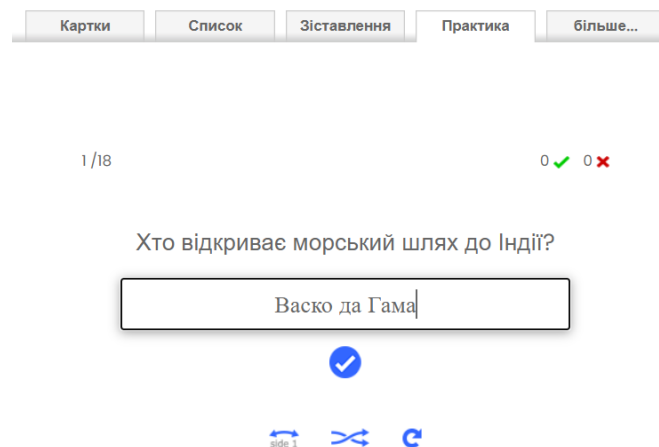 Картки Список Зіставлення Практика більше...
1 /18 0 0
Хто відкриває морський шлях до Індії?
Васко да Гама
side 1